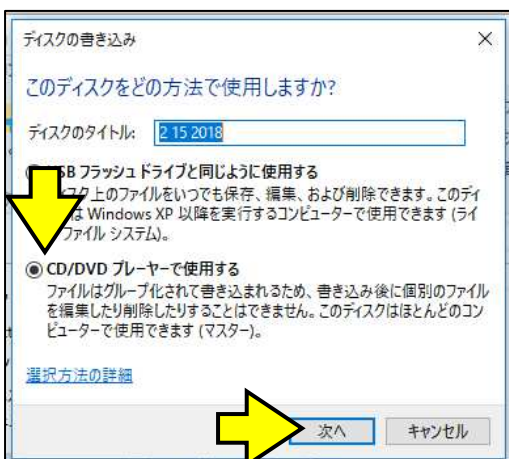 ディスクの書き込み
このディスクをどの方法で使用しますか?
ディスクのタイトル: 2 15 2018
SB フラッシュ ドライブと同じように使用する
スク上のファイルをいつでも保存、編集、および削除できます。このディ
は Windows XP 以降を実行するコンピューターで使用できます (ライ
ファイル システム)。
CD/DVD プレーヤーで使用する
ファイルはグループ化されて書き込まれるため、書き込み後に個別のファイル
を編集したり削除したりすることはできません。このディスクはほとんどのコン
ピューターで使用できます (マスター)。
選択方法の詳細
次へ キャンセル